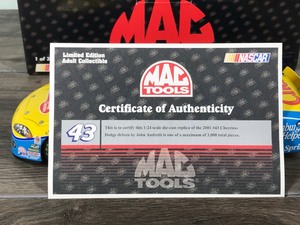 1 of 3
Limited Edition
Adult Collectible
MAC
TOOLS
NASCAR
Certificate of Authenticity
43
This is to certify this 1:24 scale die-cast replica of the 2001 #43 Cheerios-
Dodge driven by John Andretti is one of a maximum of 3,000 total pieces.
MAC
TOOLS